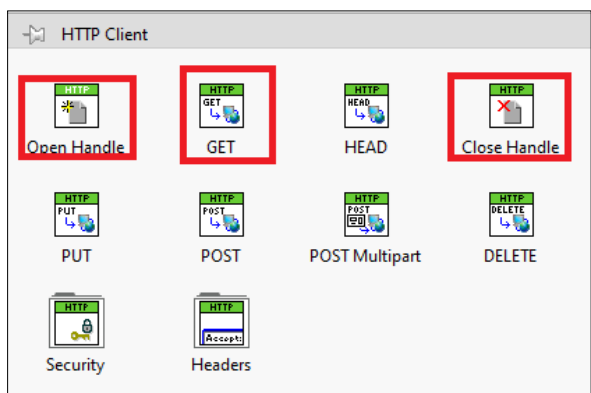 HTTP Client
HTTP
HTTP
GET
HTTP
HEAD
HTTP
Open Handle
GET
HEAD
Close Handle
HTTP
PUT
HTTP
POST
HTTP
POST
HTTP
DELETE
PUT
POST
POST Multipart
DELETE
HTTP
HTTP
Accept:
Security
Headers